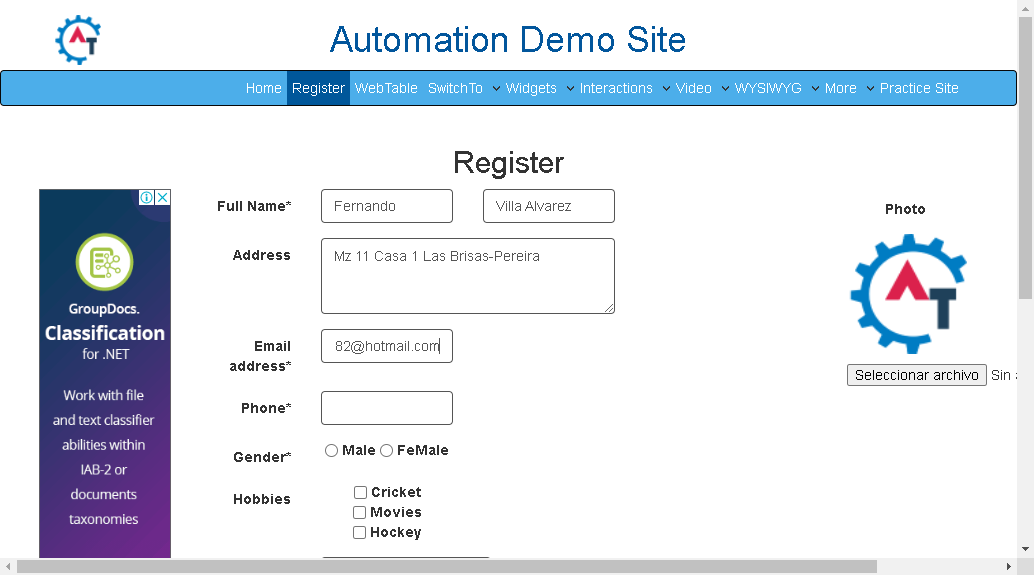 Automation Demo Site
Home Register WebTable SwitchTo Widgets Interactions Video WYSIWYG More Practice Site
Register
Full Name* Fernando Villa Alvarez
Photo
Address Mz 11 Casa 1 Las Brisas-Pereira
Email address* 82@hotmail.com
Seleccionar archivo Sin
Phone*
Gender* Male FeMale
Hobbies Cricket
Movies
Hockey
GroupDocs.
Classification
for .NET
Work with file
and text classifier
abilities within
IAB-2 or
documents
taxonomies